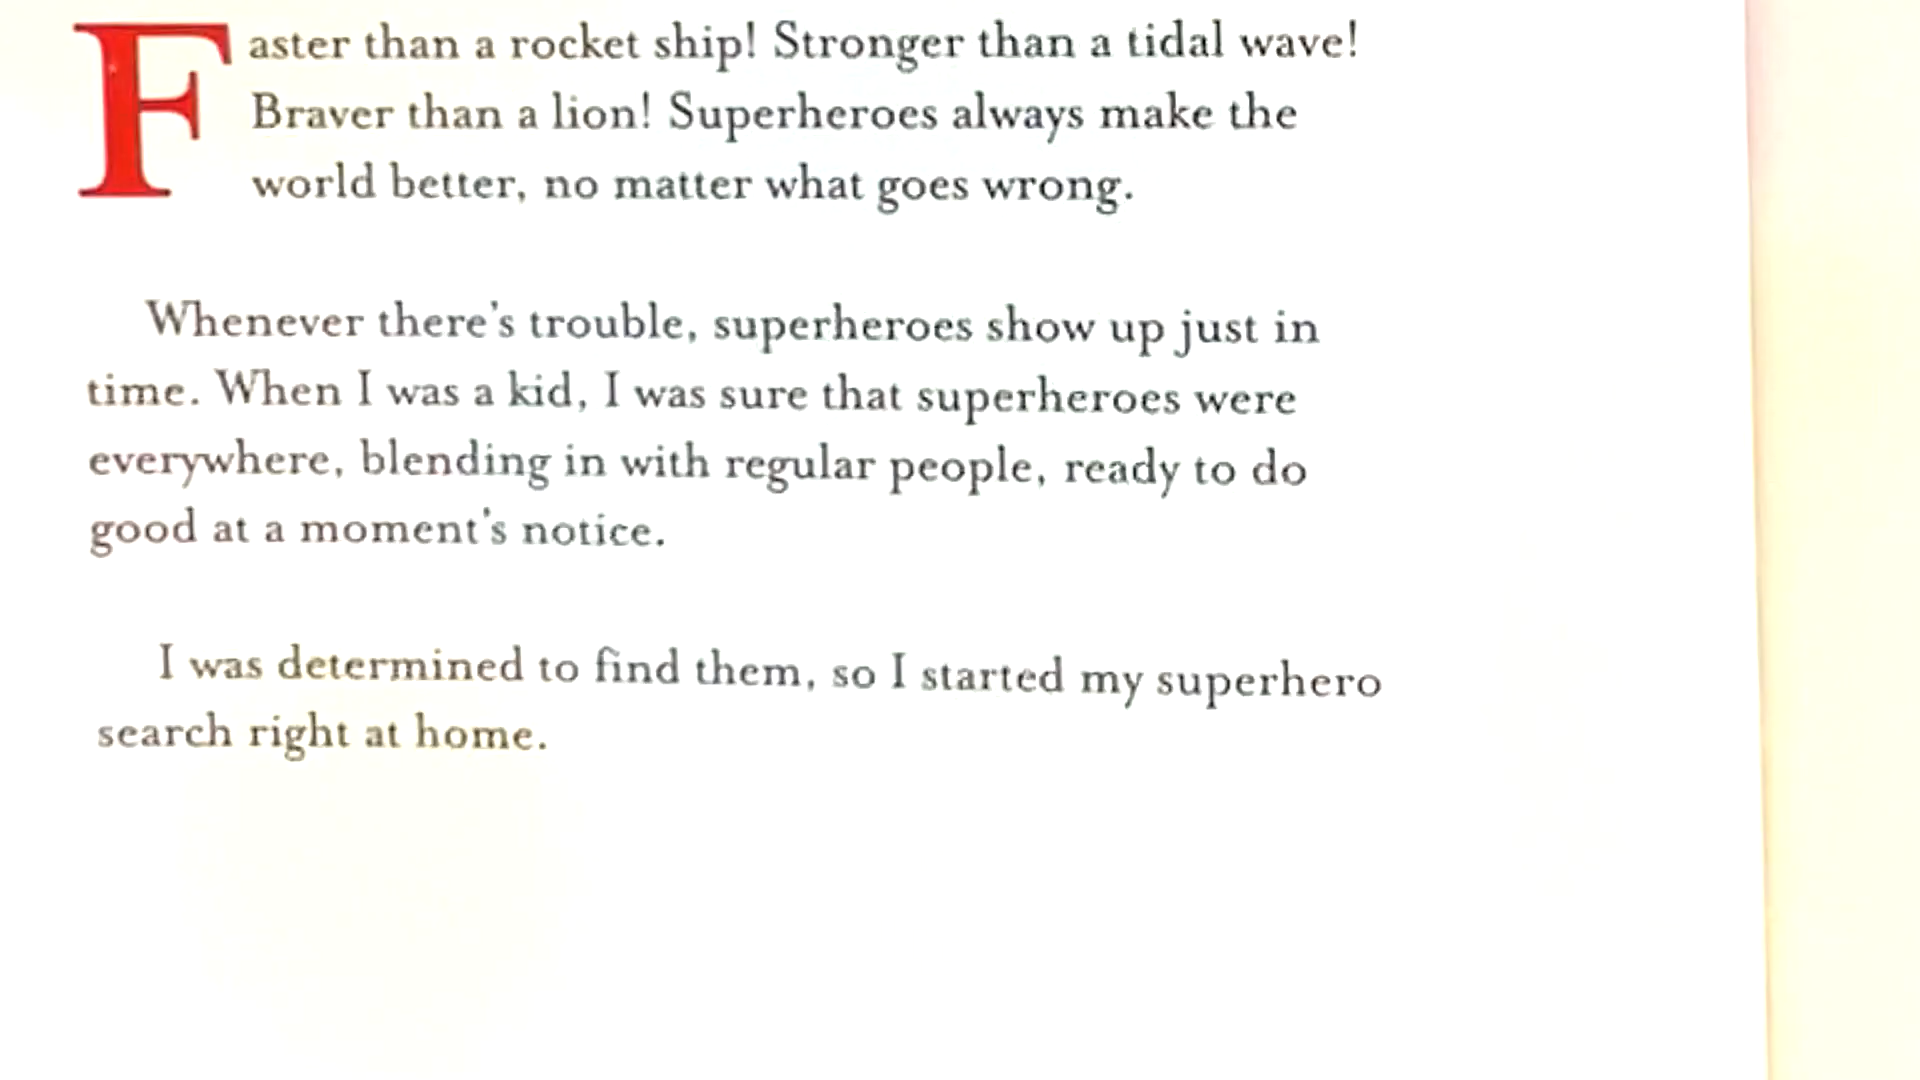 Faster than a rocket ship! Stronger than a tidal wave!
Braver than a lion! Superheroes always make the
world better, no matter what goes wrong.
Whenever there's trouble, superheroes show up just in
time. When I was a kid, I was sure that superheroes were
everywhere, blending in with regular people, ready to do
good at a moment's notice.
I was determined to find them, so I started my superhero
search right at home.